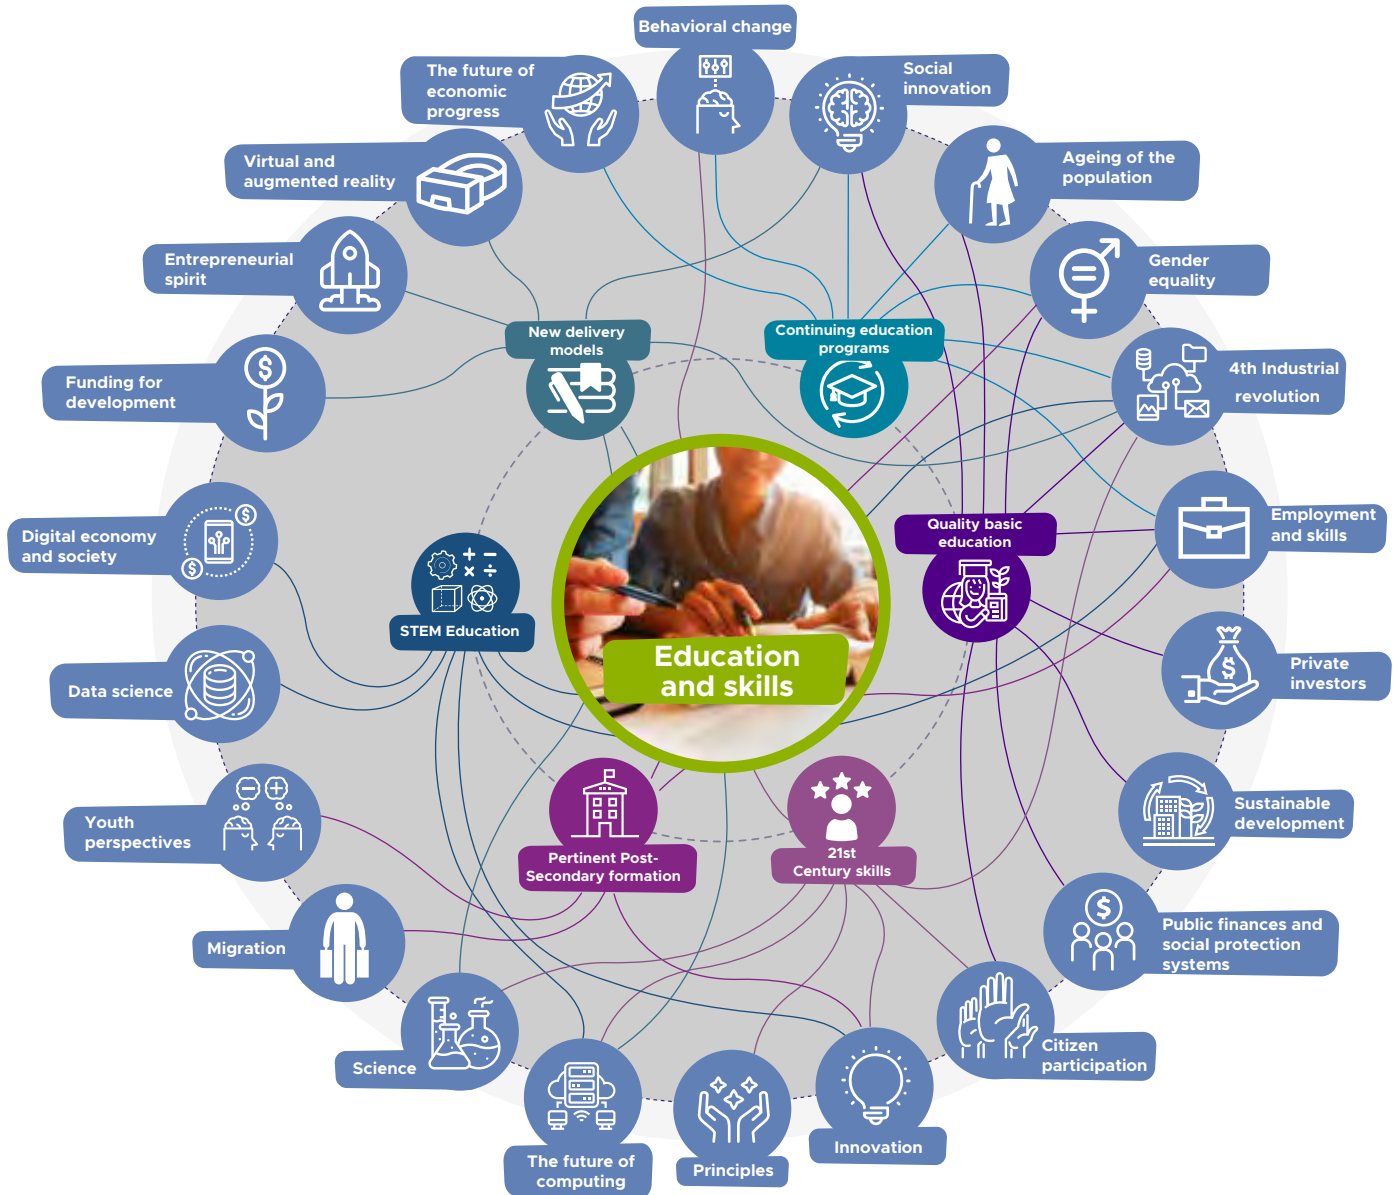 Behavioral change
The future of
economic
progress
Social
innovation
Virtual and
augmented reality
Ageing of the
population
Entrepreneurial
spirit
Gender
equality
New delivery
models
Continuing education
programs
Funding for
development
4th Industrial
revolution
Digital economy
and society
Quality basic
education
Employment
and skills
STEM Education
Education
and skills
Data science
Private
investors
Youth
perspectives
Sustainable
development
Pertinent Post-
Secondary formation
21st
Century skills
Migration
Public finances and
social protection
systems
Science
Citizen
participation
The future of
computing
Principles
Innovation